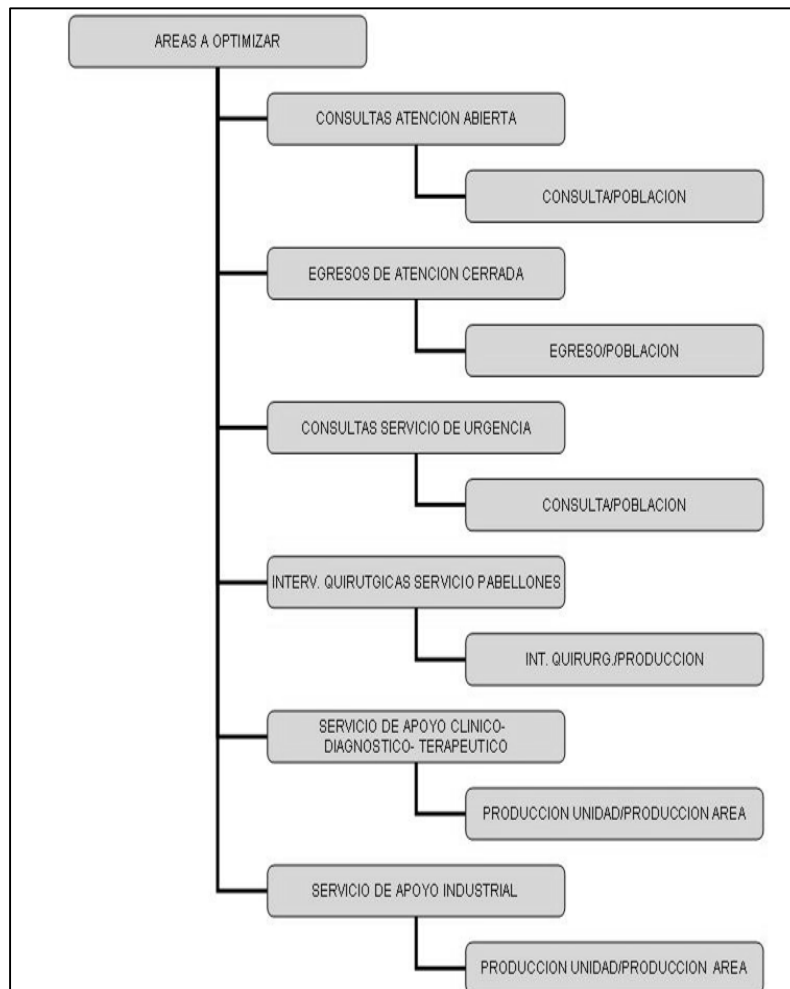 AREAS A OPTIMIZAR
CONSULTAS ATENCION ABIERTA
CONSULTA/POBLACION
EGRESOS DE ATENCION CERRADA
EGRESO/POBLACION
CONSULTAS SERVICIO DE URGENCIA
CONSULTA/POBLACION
INTERV. QUIRUTGICAS SERVICIO PABELLONES
INT. QUIRURG./PRODUCCION
SERVICIO DE APOYO CLINICO-
DIAGNOSTICO- TERAPEUTICO
PRODUCCION UNIDAD/PRODUCCION AREA
SERVICIO DE APOYO INDUSTRIAL
PRODUCCION UNIDAD/PRODUCCION AREA